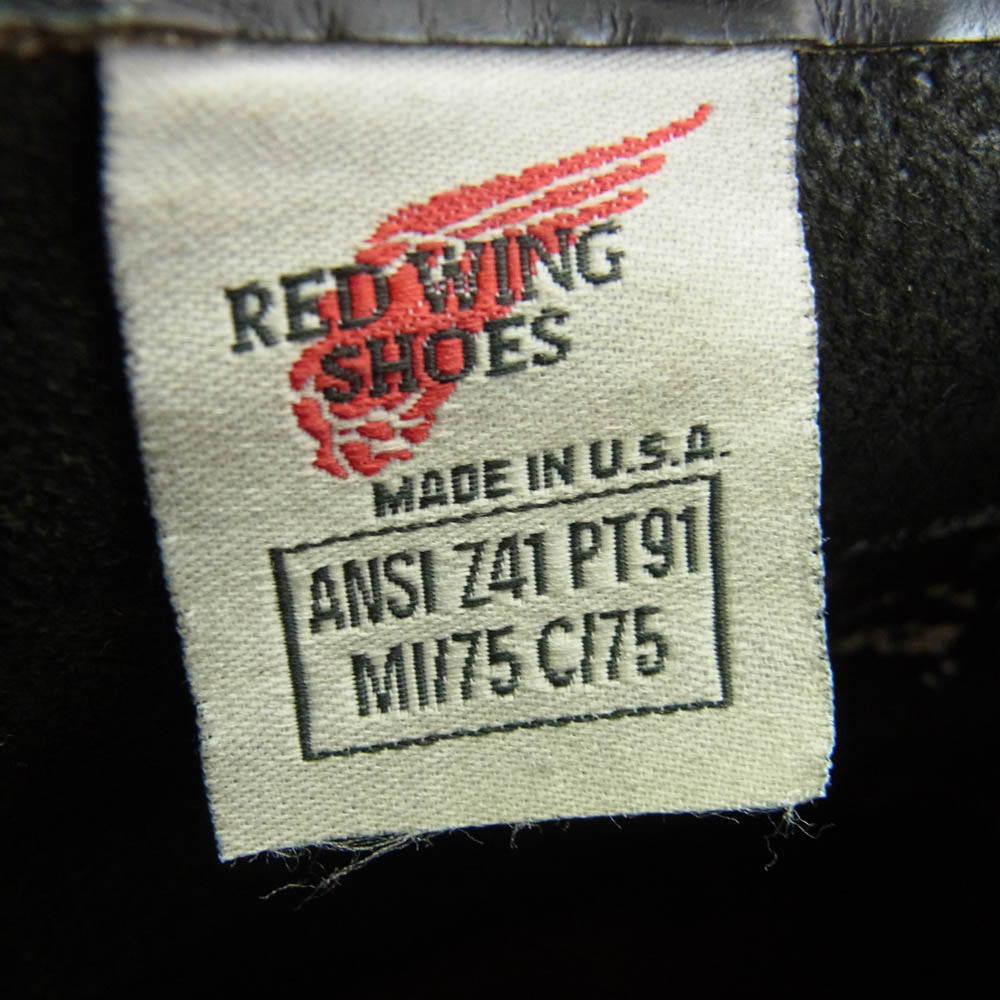 RED WING
SHOES
MADE IN U.S.A.
ANSI Z41 PT91
MI/75 C/75